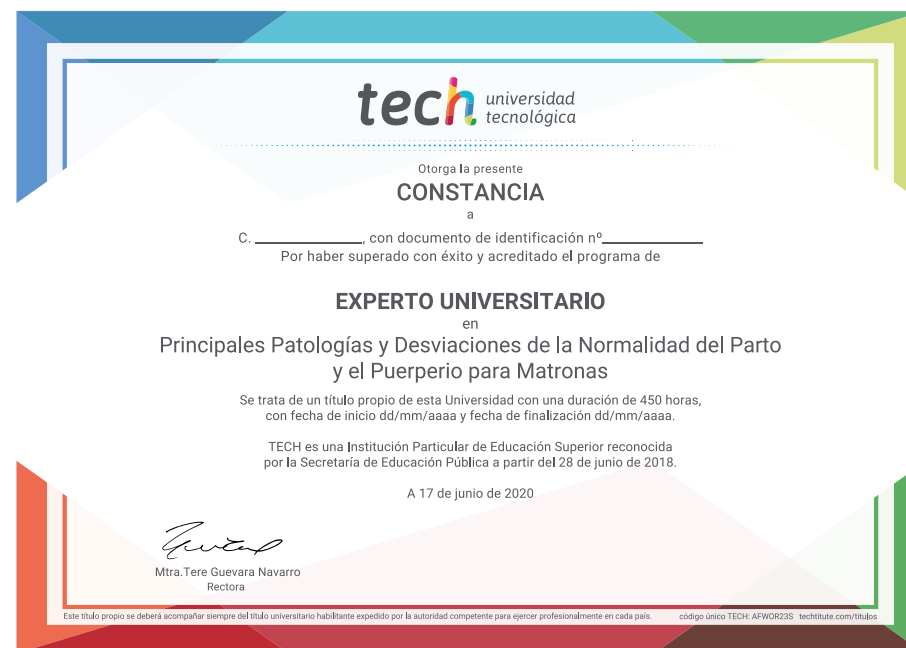 tech universidad
tecnológica
Otorga la presente
CONSTANCIA
a
C. ______________, con documento de identificación nº_____________
Por haber superado con éxito y acreditado el programa de
EXPERTO UNIVERSITARIO
en
Principales Patologías y Desviaciones de la Normalidad del Parto
y el Puerperio para Matronas
Se trata de un título propio de esta Universidad con una duración de 450 horas,
con fecha de inicio dd/mm/aaaa y fecha de finalización dd/mm/aaaa.
TECH es una Institución Particular de Educación Superior reconocida
por la Secretaría de Educación Pública a partir del 28 de junio de 2018.
A 17 de junio de 2020
Mtra.Tere Guevara Navarro
Rectora
Este título propio se deberá acompañar siempre del título universitario habilitante expedido por la autoridad competente para ejercer profesionalmente en cada país. código único TECH: AFWOR23S techtitute.com/titulos